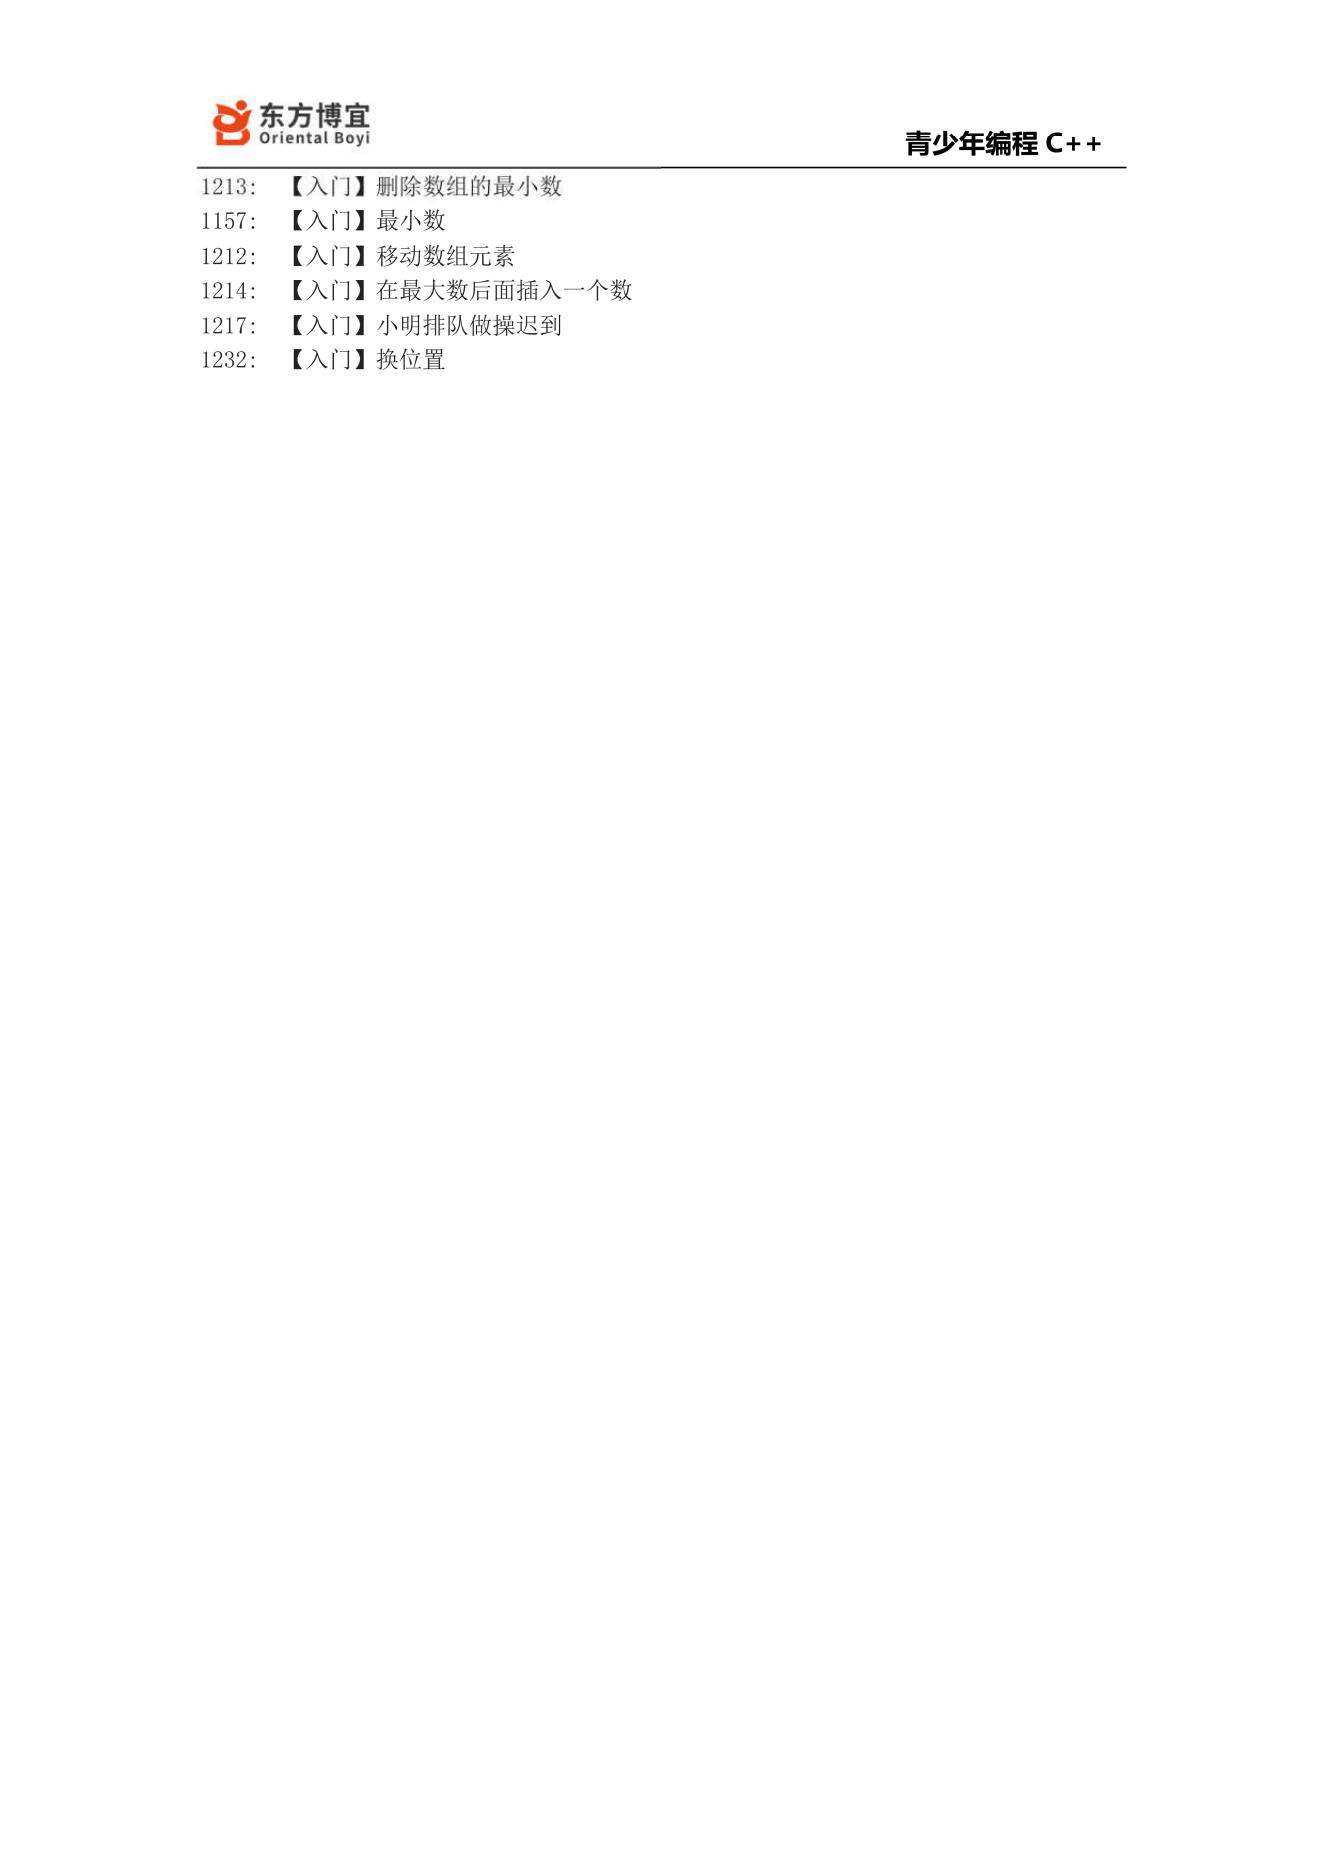 东方博宜
Oriental Boyi
青少年编程 C++
1213: 【入门】删除数组的最小数
1157: 【入门】最小数
1212: 【入门】移动数组元素
1214: 【入门】在最大数后面插入一个数
1217: 【入门】小明排队做操迟到
1232: 【入门】换位置